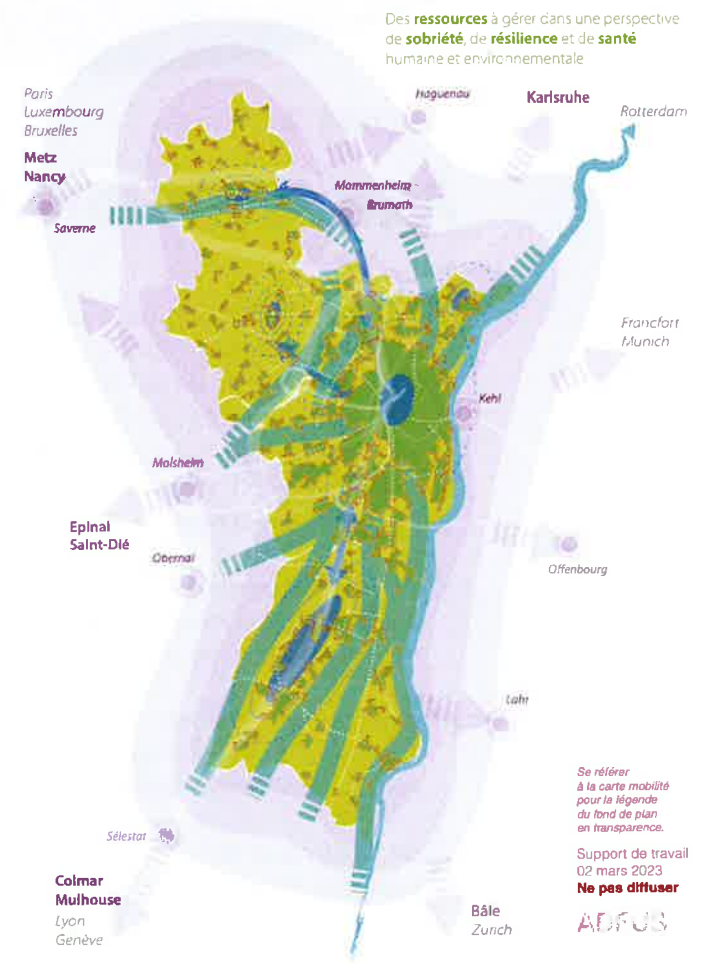 Des ressources à gérer dans une perspective
de sobriété, de résilience et de santé
humaine et environnementale
Paris
Luxembourg
Bruxelles
Metz
Nancy
Haguenau
Karlsruhe
Rotterdam
Mommenheim
Brumath
Saverne
Francfort
Munich
Kehl
Molsheim
Epinal
Saint-Dié
Obernai
Offenbourg
Lahr
Se référer
à la carte mobilité
pour la légende
du fond de plan
en transparence.
Sélestat
Support de travail
02 mars 2023
Ne pas diffuser
Colmar
Mulhouse
Lyon
Genève
Bâle
Zurich
ADEUS